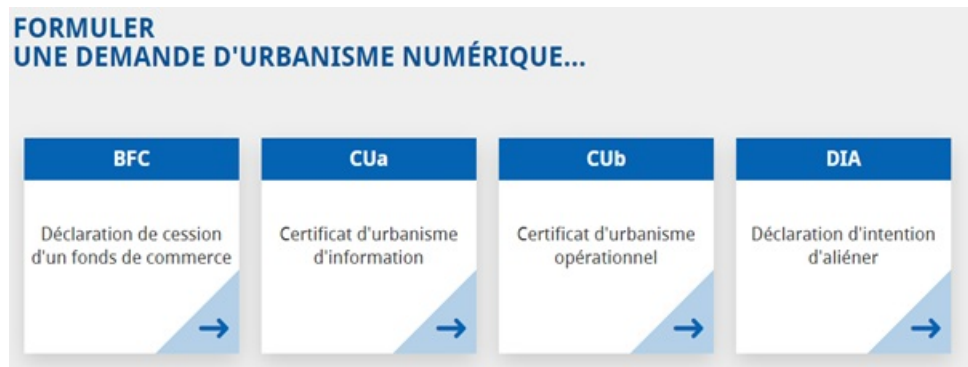 FORMULER
UNE DEMANDE D'URBANISME NUMÉRIQUE...
BFC
Déclaration de cession
d'un fonds de commerce
CUa
Certificat d'urbanisme
d'information
CUb
Certificat d'urbanisme
opérationnel
DIA
Déclaration d'intention
d'aliéner